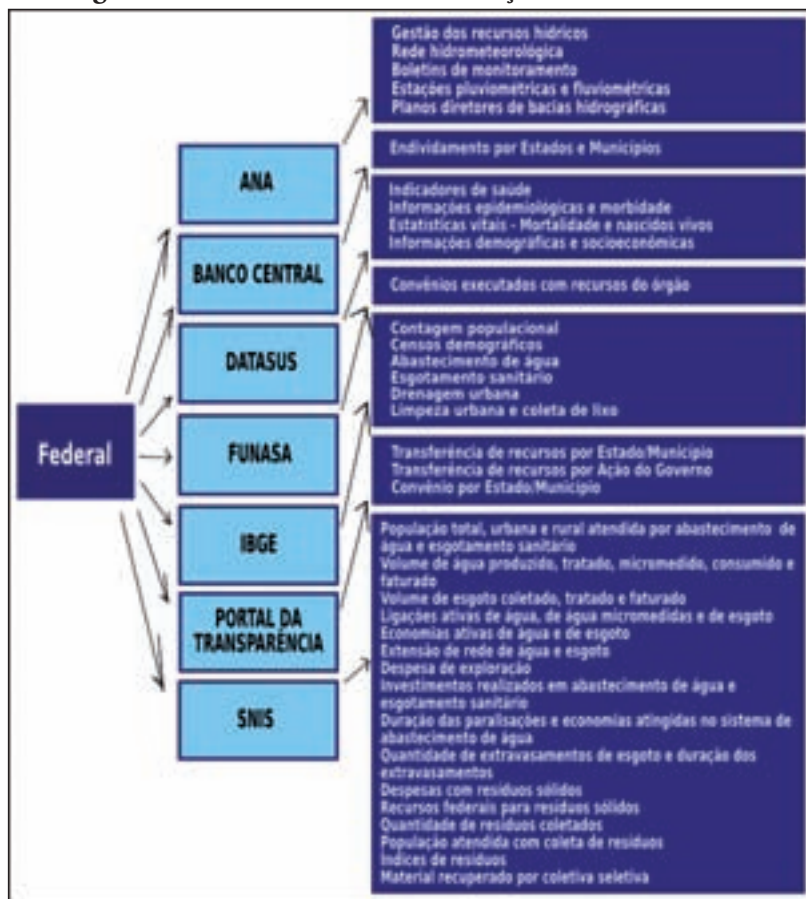 Federal
ANA
BANCO CENTRAL
DATASUS
FUNASA
IBGE
PORTAL DA
TRANSPARÊNCIA
SNIS
Gestão dos recursos hídricos
Rede hidrometeorológica
Boletins de monitoramento
Estações pluviométricas e fluviométricas
Planos diretores de bacias hidrográficas
Endividamento por Estados e Municípios
Indicadores de saúde
Informações epidemiológicas e morbidade
Estatísticas vitais - Mortalidade e nascidos vivos
Informações demográficas e socioeconômicas
Convênios executados com recursos do órgão
Contagem populacional
Censos demográficos
Abastecimento de água
Esgotamento sanitário
Drenagem urbana
Limpeza urbana e coleta de lixo
Transferência de recursos por Estado/Município
Transferência de recursos por Ação do Governo
Convênio por Estado/Município
População total, urbana e rural atendida por abastecimento de
água e esgotamento sanitário
Volume de água produzido, tratado, micromedido, consumido e
faturado
Volume de esgoto coletado, tratado e faturado
Ligações ativas de água, de água micromedidas e de esgoto
Economias ativas de água e de esgoto
Extensão de rede de água e esgoto
Despesa de exploração
Investimentos realizados em abastecimento de água e
esgotamento sanitário
Duração das paralisações e economias atingidas no sistema de
abastecimento de água
Quantidade de extravasamentos de esgoto e duração dos
extravasamentos
Despesas com resíduos sólidos
Recursos federais para resíduos sólidos
Quantidade de resíduos coletados
População atendida com coleta de resíduos
Índices de resíduos
Material recuperado por coletiva seletiva